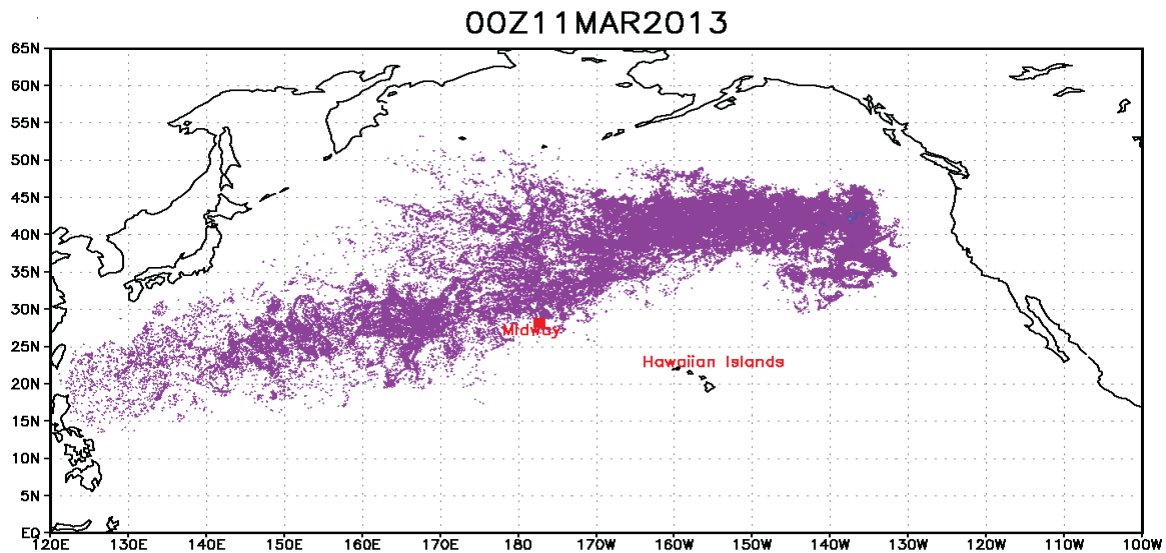 00Z11MAR2013
65N
60N
55N
50N
45N
40N
35N
30N
25N
20N
15N
10N
5N
EQ
Midway
Hawaiian Islands
120E 130E 140E 150E 160E 170E 180 170W 160W 150W 140W 130W 120W 110W 100W